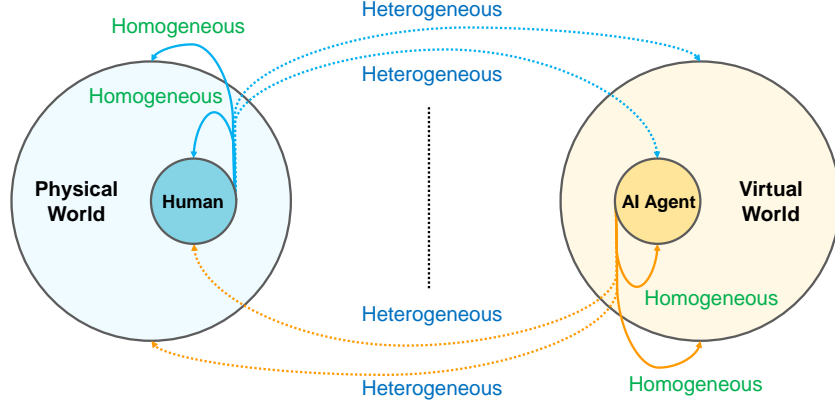 Heterogeneous
Homogeneous
Heterogeneous
Homogeneous
Physical
World
Human
AI Agent
Virtual
World
Homogeneous
Heterogeneous
Homogeneous
Heterogeneous